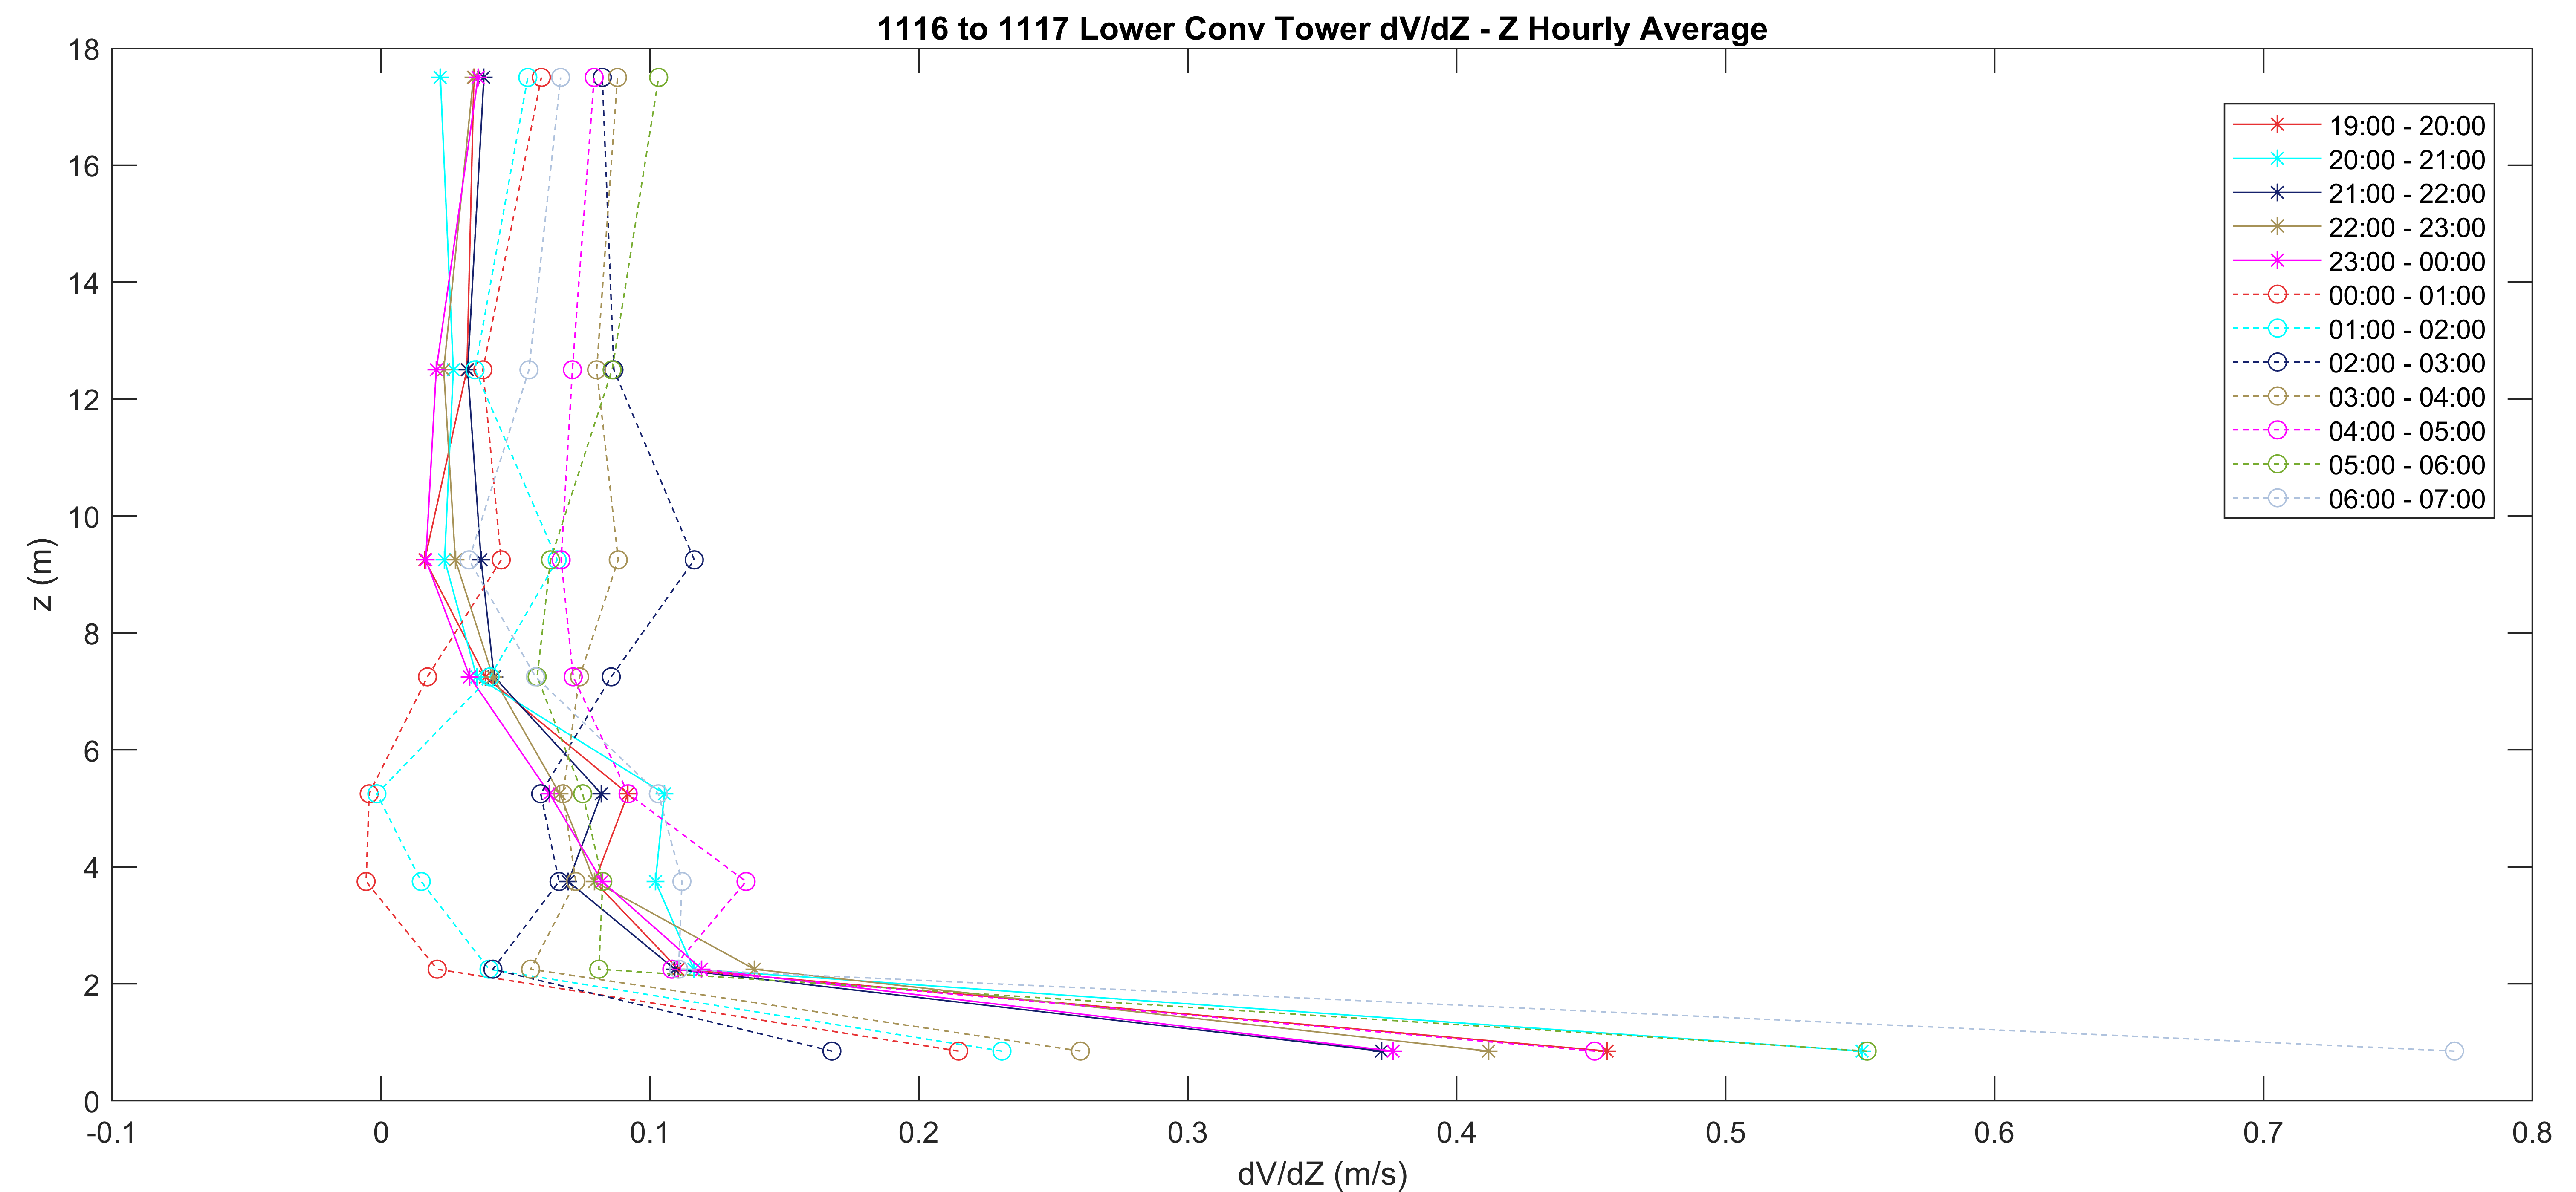 1116 to 1117 Lower Conv Tower dV/dZ - Z Hourly Average
18
16
14
12
10
8
6
4
2
0
z (m)
19:00 - 20:00
20:00 - 21:00
21:00 - 22:00
22:00 - 23:00
23:00 - 00:00
00:00 - 01:00
01:00 - 02:00
02:00 - 03:00
03:00 - 04:00
04:00 - 05:00
05:00 - 06:00
06:00 - 07:00
-0.1 0 0.1 0.2 0.3 0.4 0.5 0.6 0.7 0.8
dV/dZ (m/s)